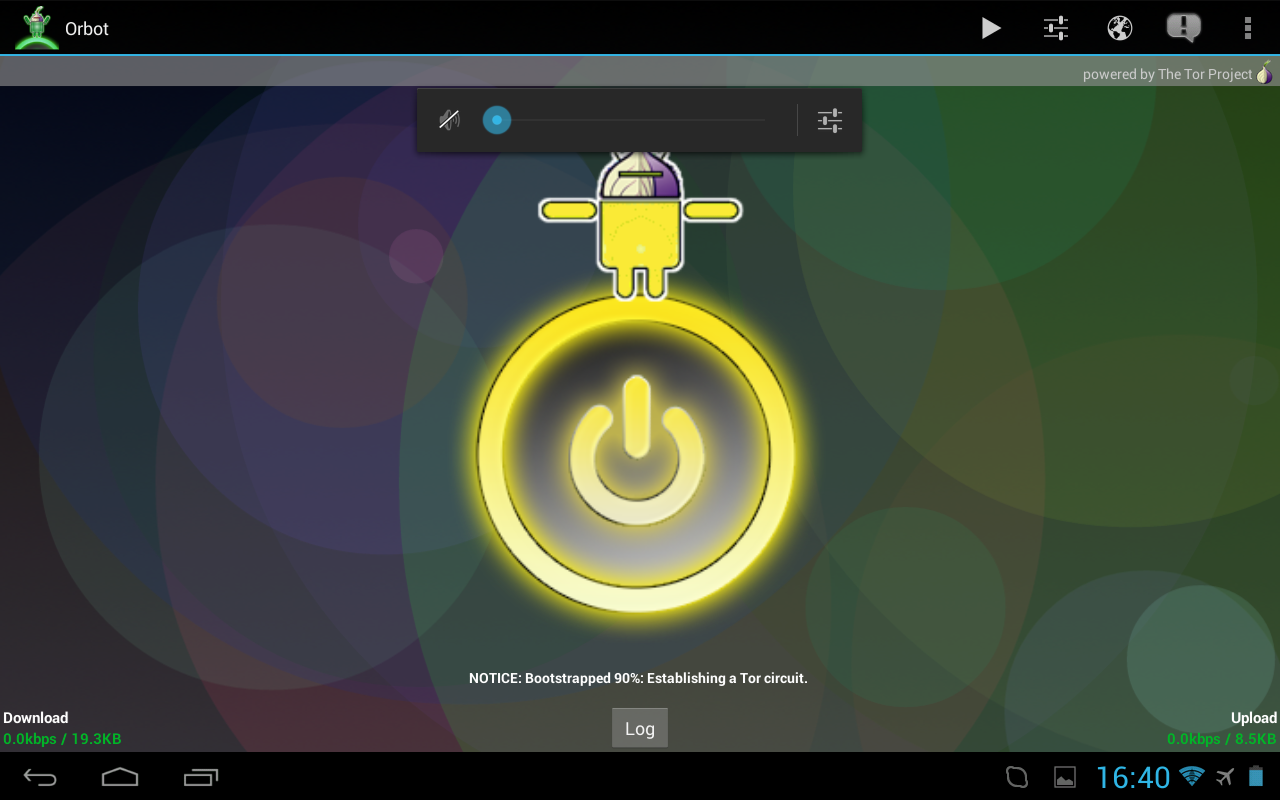 Orbot
powered by The Tor Project
NOTICE: Bootstrapped 90%: Establishing a Tor circuit.
Download
0.0kbps / 19.3KB
Log
Upload
0.0kbps / 8.5KB
16:40